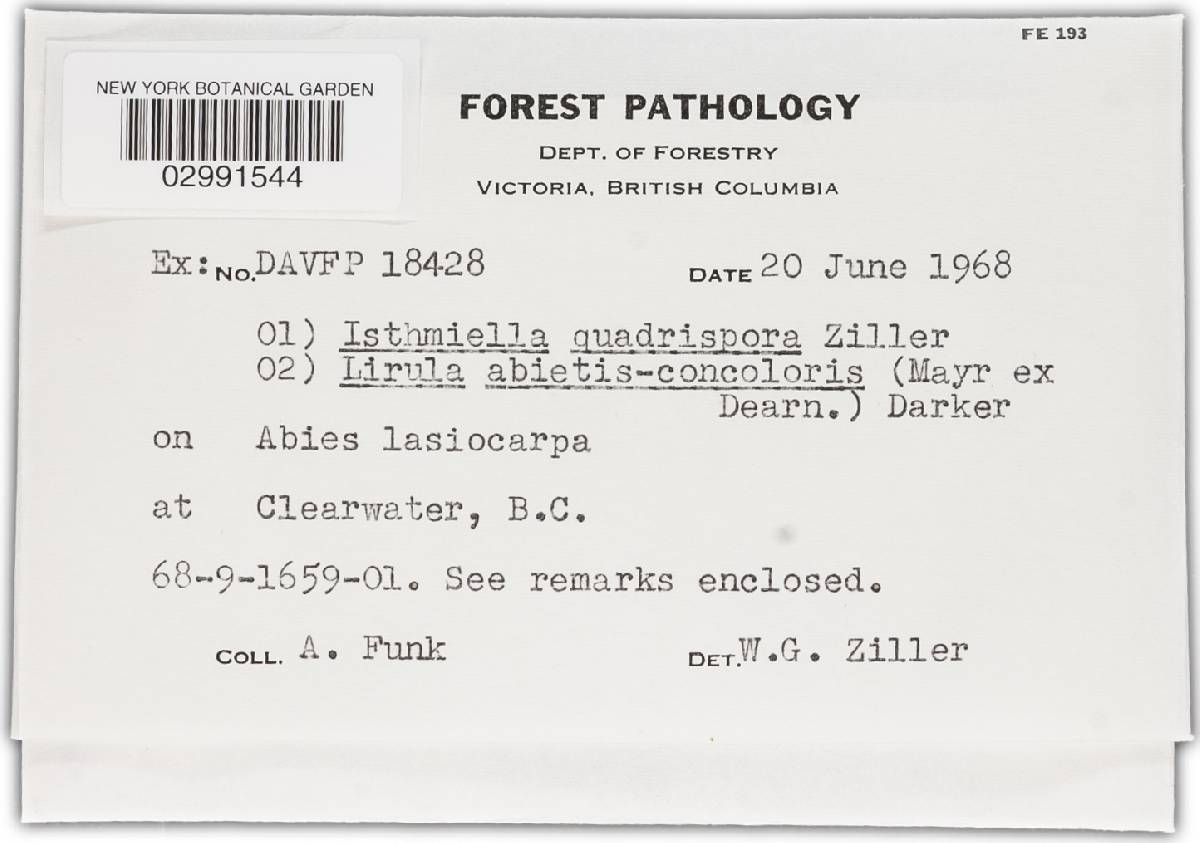 FE 193
NEW YORK BOTANICAL GARDEN
02991544
FOREST PATHOLOGY
DEPT. OF FORESTRY
VICTORIA, BRITISH COLUMBIA
Ex: NO. DAVFP 18428 DATE 20 June 1968
01) Isthmiella quadrispora Ziller
02) Lirula abietis-concoloris (Mayr ex
Dearn.) Darker
on Abies lasiocarpa
at Clearwater, B.C.
68-9-1659-01. See remarks enclosed.
COLL. A. Funk DET. W.G. Ziller